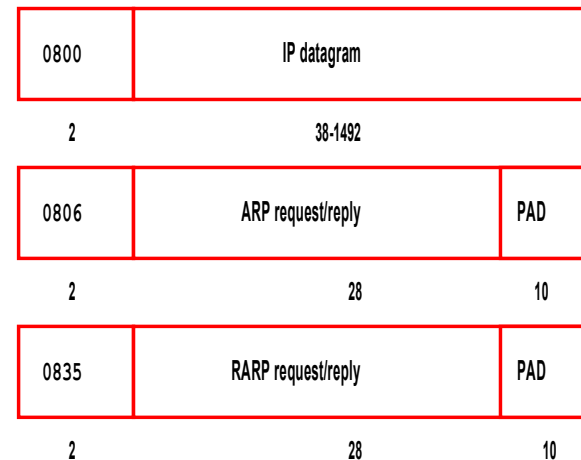 0800 IP datagram
2 38-1492
0806 ARP request/reply PAD
2 28 10
0835 RARP request/reply PAD
2 28 10